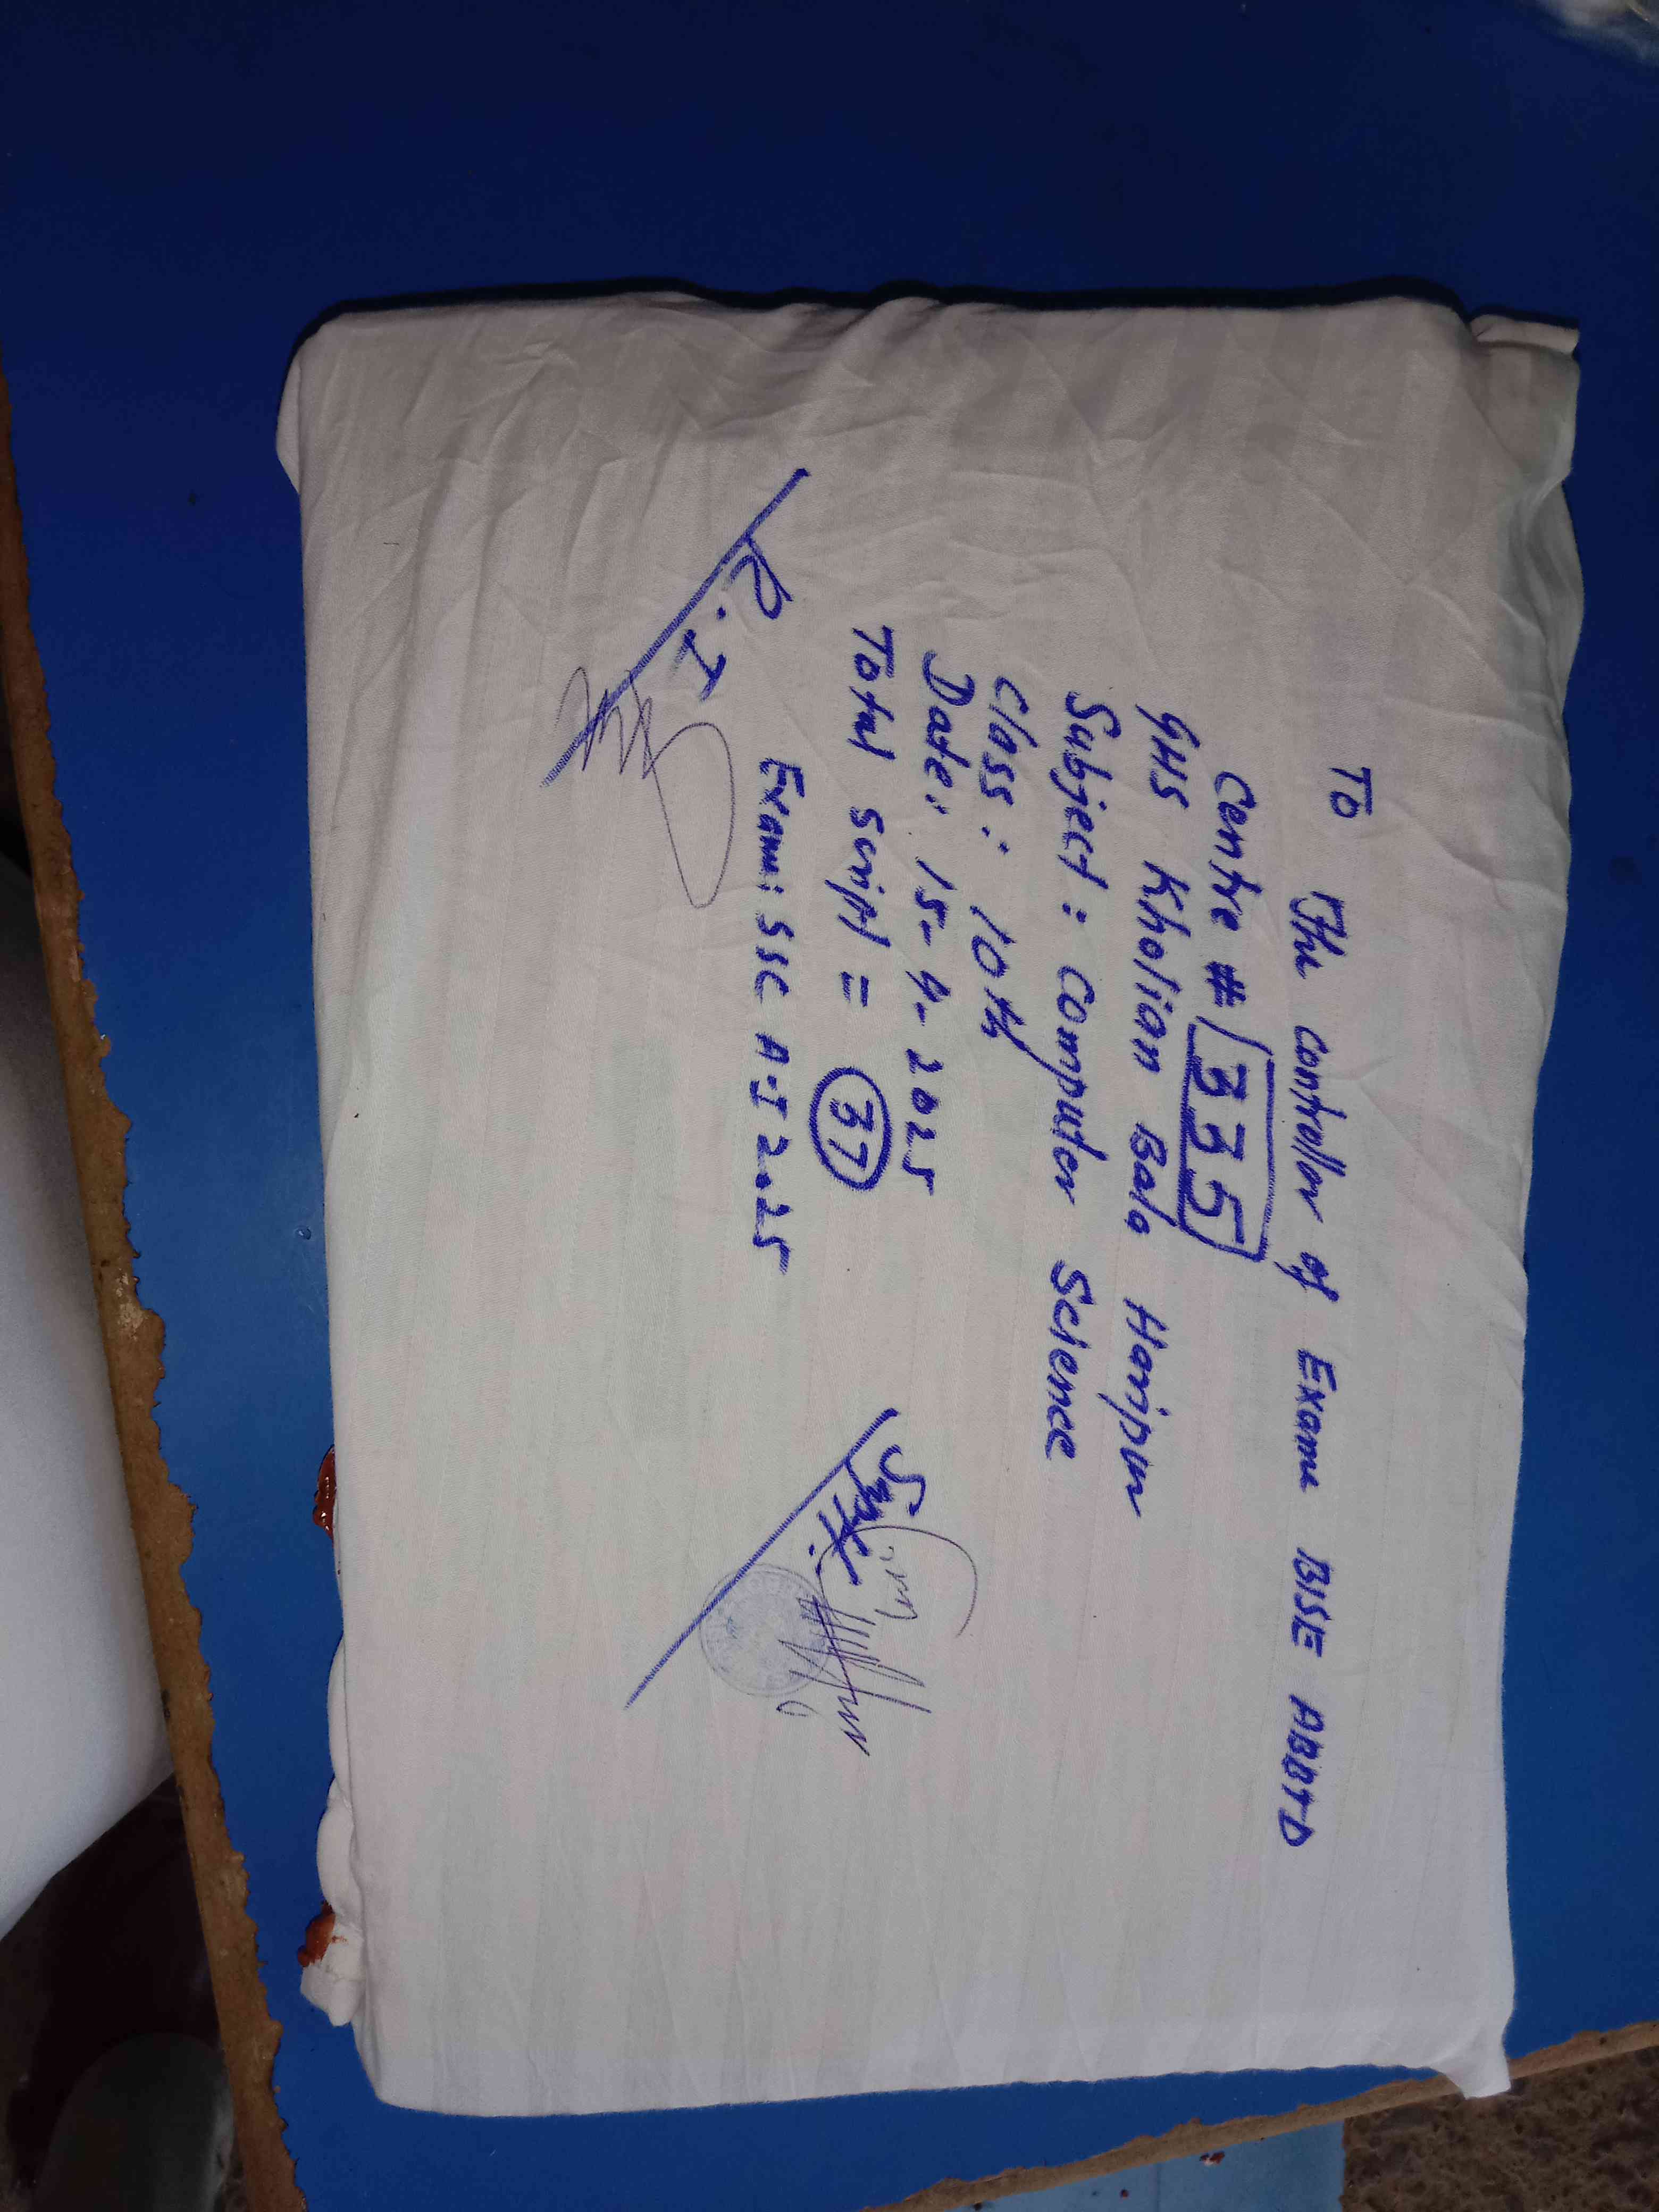 To
The Controller of Exams BISE ABBTD
Centre # 335
GHS Kholian Bala Haripur
Subject: Computer Science
Class: 10th
Date: 15-4-2025
Total Script = 37
Exam: SSC A-I 2025
R.I
Supdt.